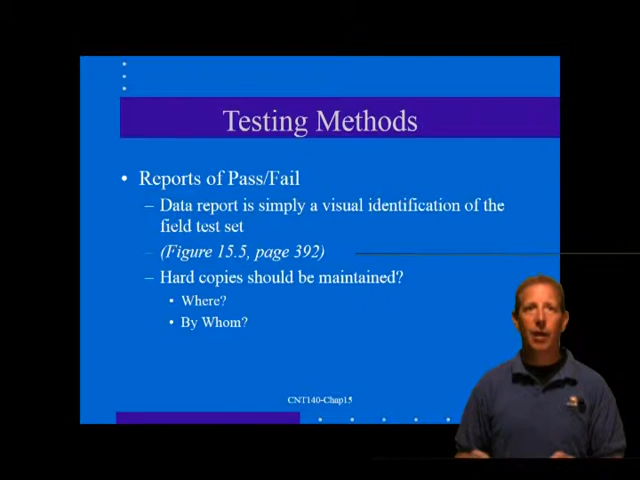 Testing Methods
• Reports of Pass/Fail
– Data report is simply a visual identification of the
field test set
– (Figure 15.5, page 392)
– Hard copies should be maintained?
• Where?
• By Whom?
CNT140-Chap15